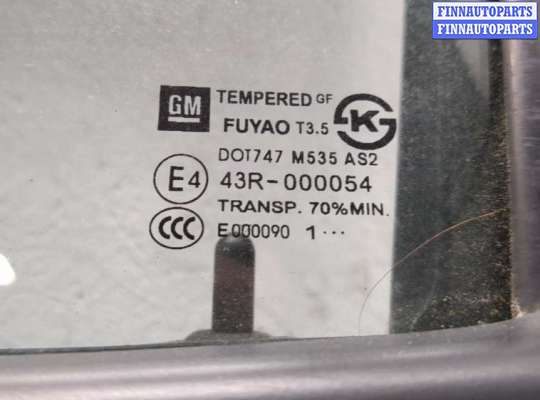 FINNAUTOPARTS
FINNAUTOPARTS
GM TEMPERED GF
FUYAO T3.5 K
DOT747 M535 AS2
E4 43R-000054
TRANSP. 70%MIN.
CCC E000090 1 ···